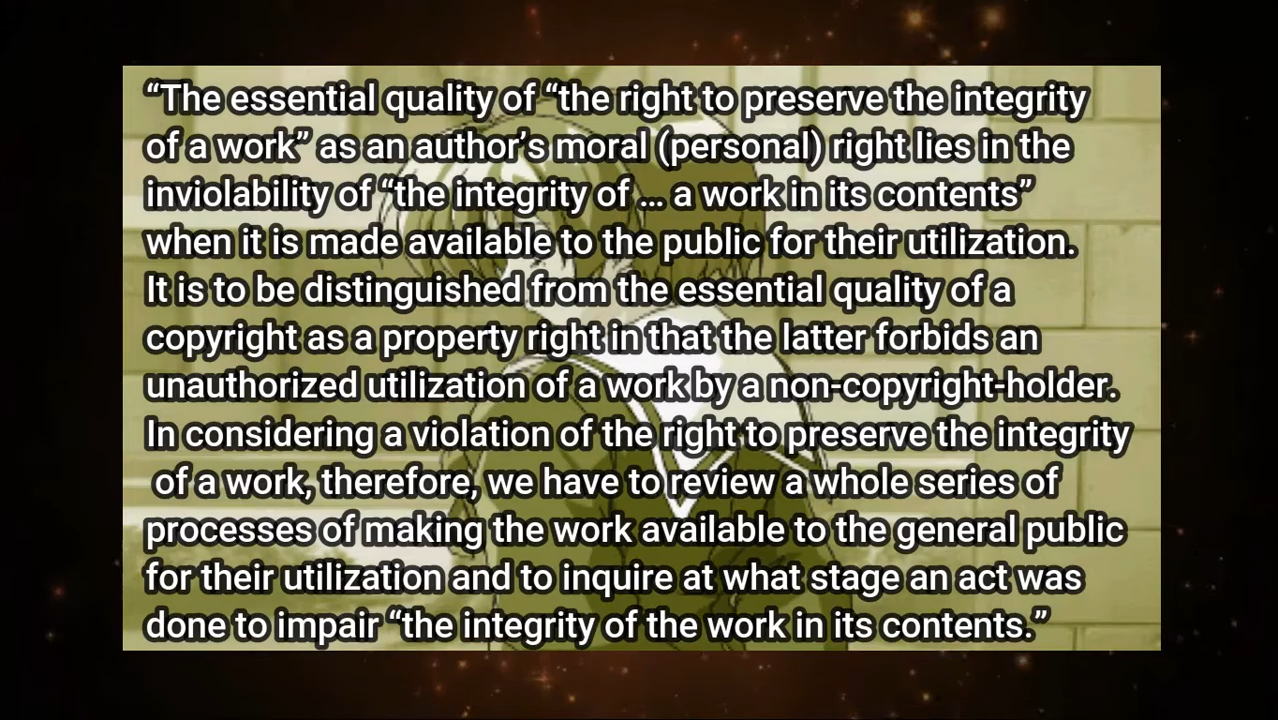 “The essential quality of “the right to preserve the integrity
of a work” as an author’s moral (personal) right lies in the
inviolability of “the integrity of ... a work in its contents”
when it is made available to the public for their utilization.
It is to be distinguished from the essential quality of a
copyright as a property right in that the latter forbids an
unauthorized utilization of a work by a non-copyright-holder.
In considering a violation of the right to preserve the integrity
of a work, therefore, we have to review a whole series of
processes of making the work available to the general public
for their utilization and to inquire at what stage an act was
done to impair “the integrity of the work in its contents.”